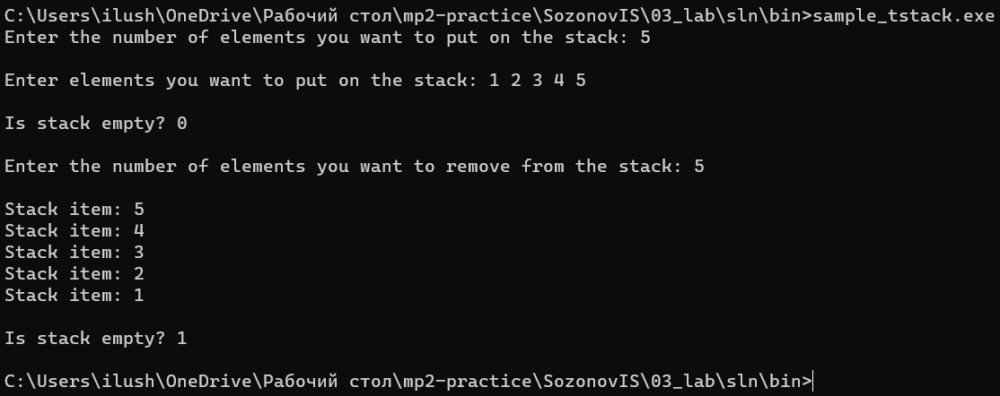 C:\Users\ilush\OneDrive\Рабочий стол\mp2-practice\SozonovIS\03_lab\sln\bin>sample_tstack.exe
Enter the number of elements you want to put on the stack: 5
Enter elements you want to put on the stack: 1 2 3 4 5
Is stack empty? 0
Enter the number of elements you want to remove from the stack: 5
Stack item: 5
Stack item: 4
Stack item: 3
Stack item: 2
Stack item: 1
Is stack empty? 1
C:\Users\ilush\OneDrive\Рабочий стол\mp2-practice\SozonovIS\03_lab\sln\bin>